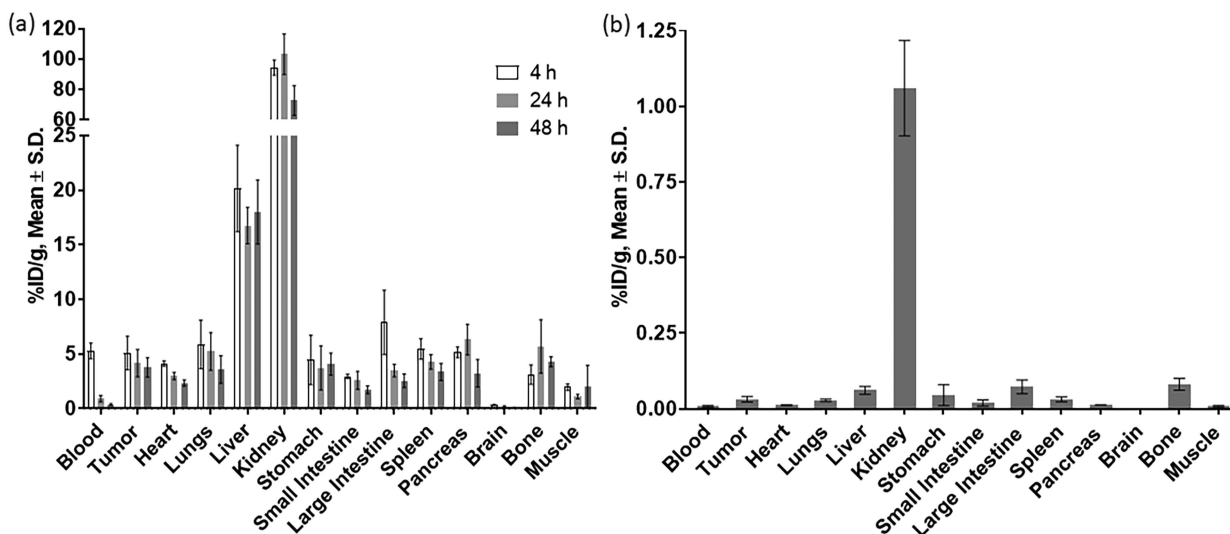 (a)
%ID/g, Mean ± S.D.
120
100
80
60
25
20
15
10
5
0
4 h
24 h
48 h
Blood
Tumor
Heart
Lungs
Liver
Kidney
Stomach
Small Intestine
Large Intestine
Spleen
Pancreas
Brain
Bone
Muscle
(b)
%ID/g, Mean ± S.D.
1.25
1.00
0.75
0.50
0.25
0.00
Blood
Tumor
Heart
Lungs
Liver
Kidney
Stomach
Small Intestine
Large Intestine
Spleen
Pancreas
Brain
Bone
Muscle